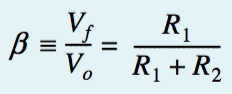 β ≡ V_f / V_o = R_1 / (R_1 + R_2)